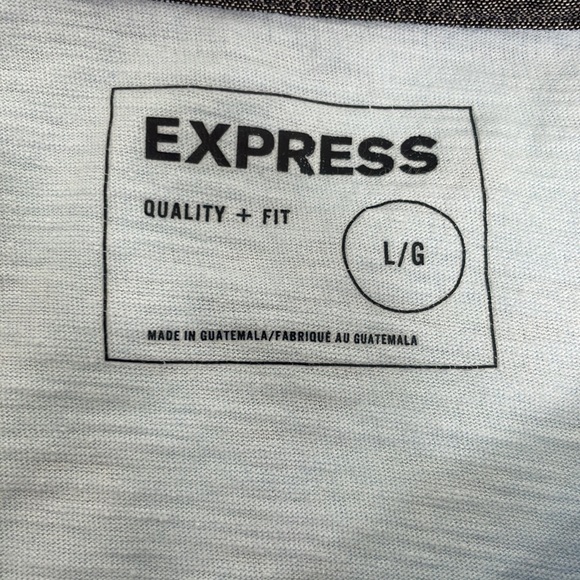 EXPRESS
QUALITY + FIT
L/G
MADE IN GUATEMALA/FABRIQUÉ AU GUATEMALA